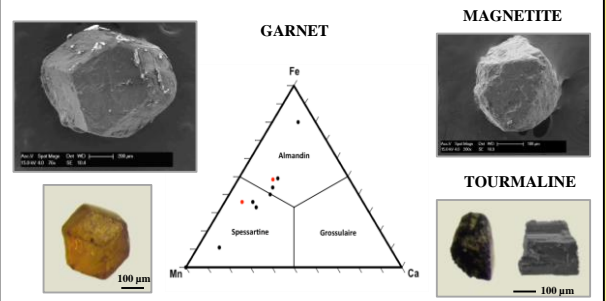 MAGNETITE
GARNET
Fe
Almandin
Spessartine
Grossulaire
Mn
Ca
TOURMALINE
100 µm
100 µm